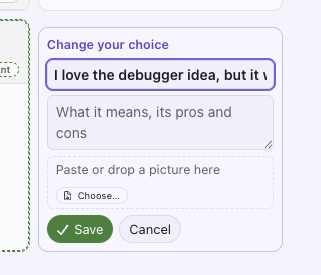 nt
Change your choice
I love the debugger idea, but it
What it means, its pros and
cons
Paste or drop a picture here
Choose...
Save
Cancel